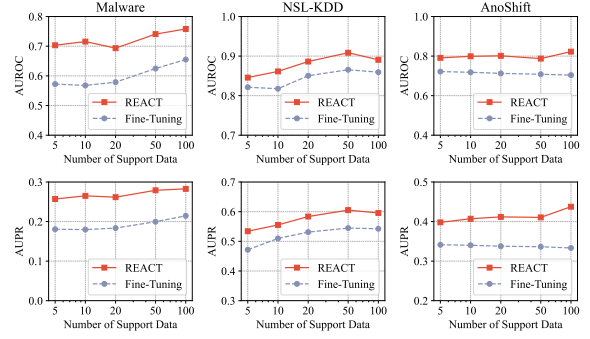 Malware
0.8
0.7
0.6
0.5
0.4
AUROC
REACT
Fine-Tuning
5 10 20 50 100
Number of Support Data
NSL-KDD
1.0
0.9
0.8
0.7
AUROC
REACT
Fine-Tuning
5 10 20 50 100
Number of Support Data
AnoShift
1.0
0.8
0.6
0.4
AUROC
REACT
Fine-Tuning
5 10 20 50 100
Number of Support Data
0.3
0.2
0.1
0.0
AUPR
REACT
Fine-Tuning
5 10 20 50 100
Number of Support Data
0.7
0.6
0.5
0.4
0.3
AUPR
REACT
Fine-Tuning
5 10 20 50 100
Number of Support Data
0.5
0.4
0.3
0.2
AUPR
REACT
Fine-Tuning
5 10 20 50 100
Number of Support Data